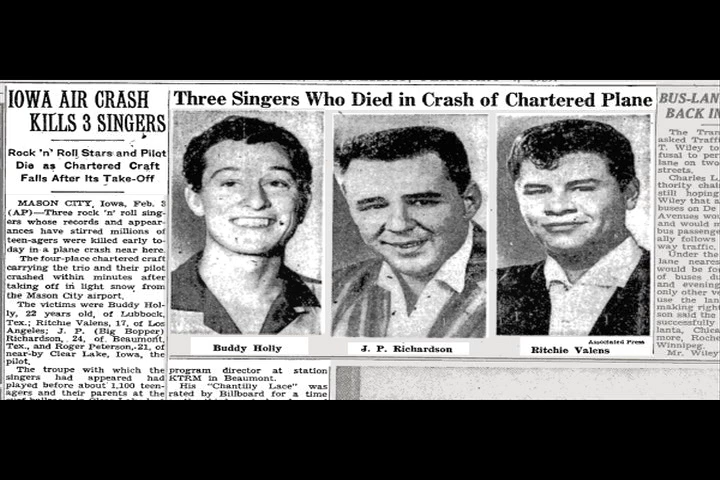 IOWA AIR CRASH
KILLS 3 SINGERS
Rock 'n' Roll Stars and Pilot
Die as Chartered Craft
Falls After Its Take-Off
MASON CITY, Iowa, Feb. 3
(AP)—Three rock 'n' roll sing-
ers whose records and appear-
ances have stirred millions of
teen-agers were killed early to-
day in a plane crash near here.
The four-place chartered craft
carrying the trio and their pilot
crashed within minutes after
taking off in light snow from
the Mason City airport.
The victims were Buddy Hol-
ly, 22 years old, of Lubbock,
Tex.; Ritchie Valens, 17, of Los
Angeles; J. P. (Big Bopper)
Richardson, 24, of Beaumont,
Tex., and Roger Peterson, 21, of
near-by Clear Lake, Iowa, the
pilot.
The troupe with which the
singers had appeared had
played before about 1,100 teen-
agers and their parents at the
Three Singers Who Died in Crash of Chartered Plane
Buddy Holly
J. P. Richardson
Associated Press
Ritchie Valens
program director at station
KTRM in Beaumont.
His "Chantilly Lace" was
rated by Billboard for a time
BUS-LAN
BACK IN
The Tran
asked Traffi
T. Wiley to
fusal to per
lane on two
streets.
Charles L.
thority chai
still hoping
Wiley that a
buses on De
Avenues wou
and would m
bus passenge
ally follows
way traffic.
Under the
lane neares
would be fo
of buses du
and evening
only other ve
use the lan
making right
son said the
successfully
lanta, Chica
more, Roche
Winnipeg.
Mr. Wiley